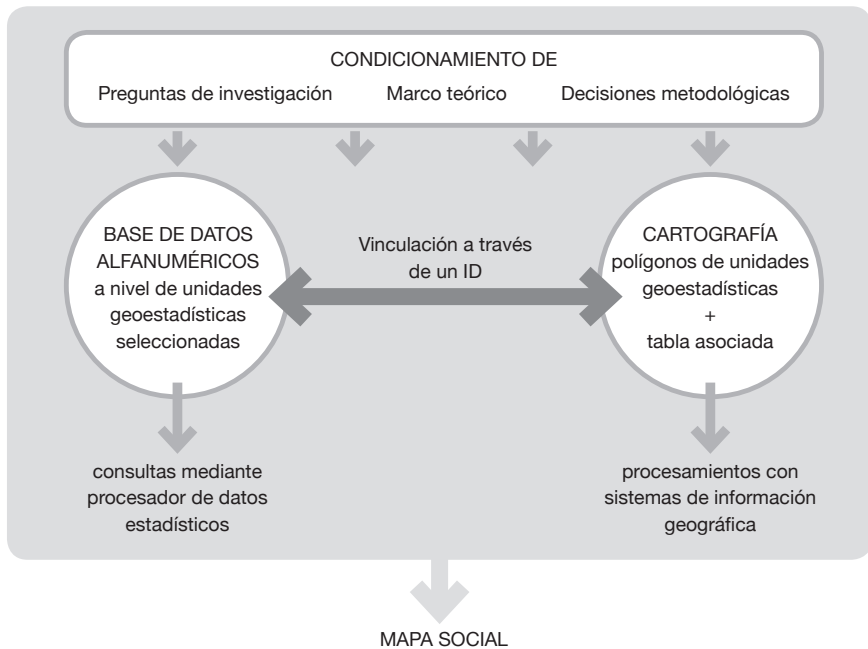 CONDICIONAMIENTO DE
Preguntas de investigación Marco teórico Decisiones metodológicas
BASE DE DATOS
ALFANUMÉRICOS
a nivel de unidades
geoestadísticas
seleccionadas
Vinculación a través
de un ID
CARTOGRAFÍA
polígonos de unidades
geoestadísticas
+
tabla asociada
consultas mediante
procesador de datos
estadísticos
procesamientos con
sistemas de información
geográfica
MAPA SOCIAL